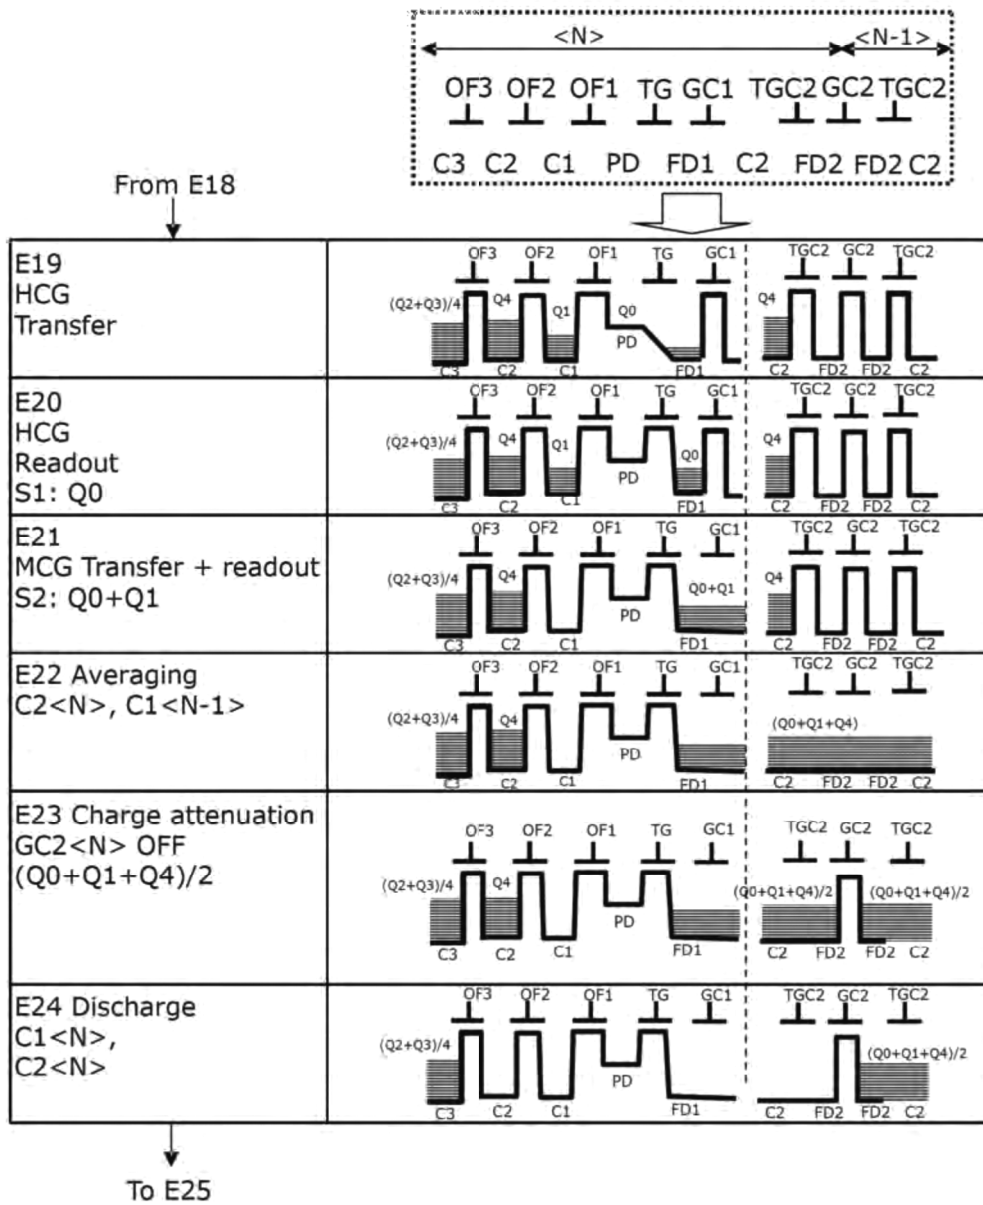 <N> <N-1>
OF3 OF2 OF1 TG GC1 TGC2 GC2 TGC2
C3 C2 C1 PD FD1 C2 FD2 FD2 C2
From E18
E19
HCG
Transfer
OF3 OF2 OF1 TG GC1 TGC2 GC2 TGC2
(Q2+Q3)/4 Q4 Q1 Q0 Q4
PD
C3 C2 C1 FD1 C2 FD2 FD2 C2
E20
HCG
Readout
S1: Q0
OF3 OF2 OF1 TG GC1 TGC2 GC2 TGC2
(Q2+Q3)/4 Q4 Q1 Q0 Q4
PD
C3 C2 C1 FD1 C2 FD2 FD2 C2
E21
MCG Transfer + readout
S2: Q0+Q1
OF3 OF2 OF1 TG GC1 TGC2 GC2 TGC2
(Q2+Q3)/4 Q4 Q0+Q1 Q4
PD
C3 C2 C1 FD1 C2 FD2 FD2 C2
E22 Averaging
C2<N>, C1<N-1>
OF3 OF2 OF1 TG GC1 TGC2 GC2 TGC2
(Q2+Q3)/4 Q4 (Q0+Q1+Q4)
PD
C3 C2 C1 FD1 C2 FD2 FD2 C2
E23 Charge attenuation
GC2<N> OFF
(Q0+Q1+Q4)/2
OF3 OF2 OF1 TG GC1 TGC2 GC2 TGC2
(Q2+Q3)/4 Q4 (Q0+Q1+Q4)/2 (Q0+Q1+Q4)/2
PD
C3 C2 C1 FD1 C2 FD2 FD2 C2
E24 Discharge
C1<N>,
C2<N>
OF3 OF2 OF1 TG GC1 TGC2 GC2 TGC2
(Q2+Q3)/4 (Q0+Q1+Q4)/2
PD
C3 C2 C1 FD1 C2 FD2 FD2 C2
To E25